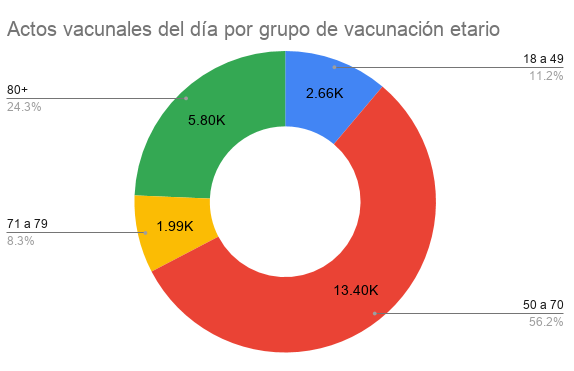 Actos vacunales del día por grupo de vacunación etario
18 a 49
11.2%
80+
24.3%
2.66K
5.80K
71 a 79
8.3%
1.99K
13.40K
50 a 70
56.2%